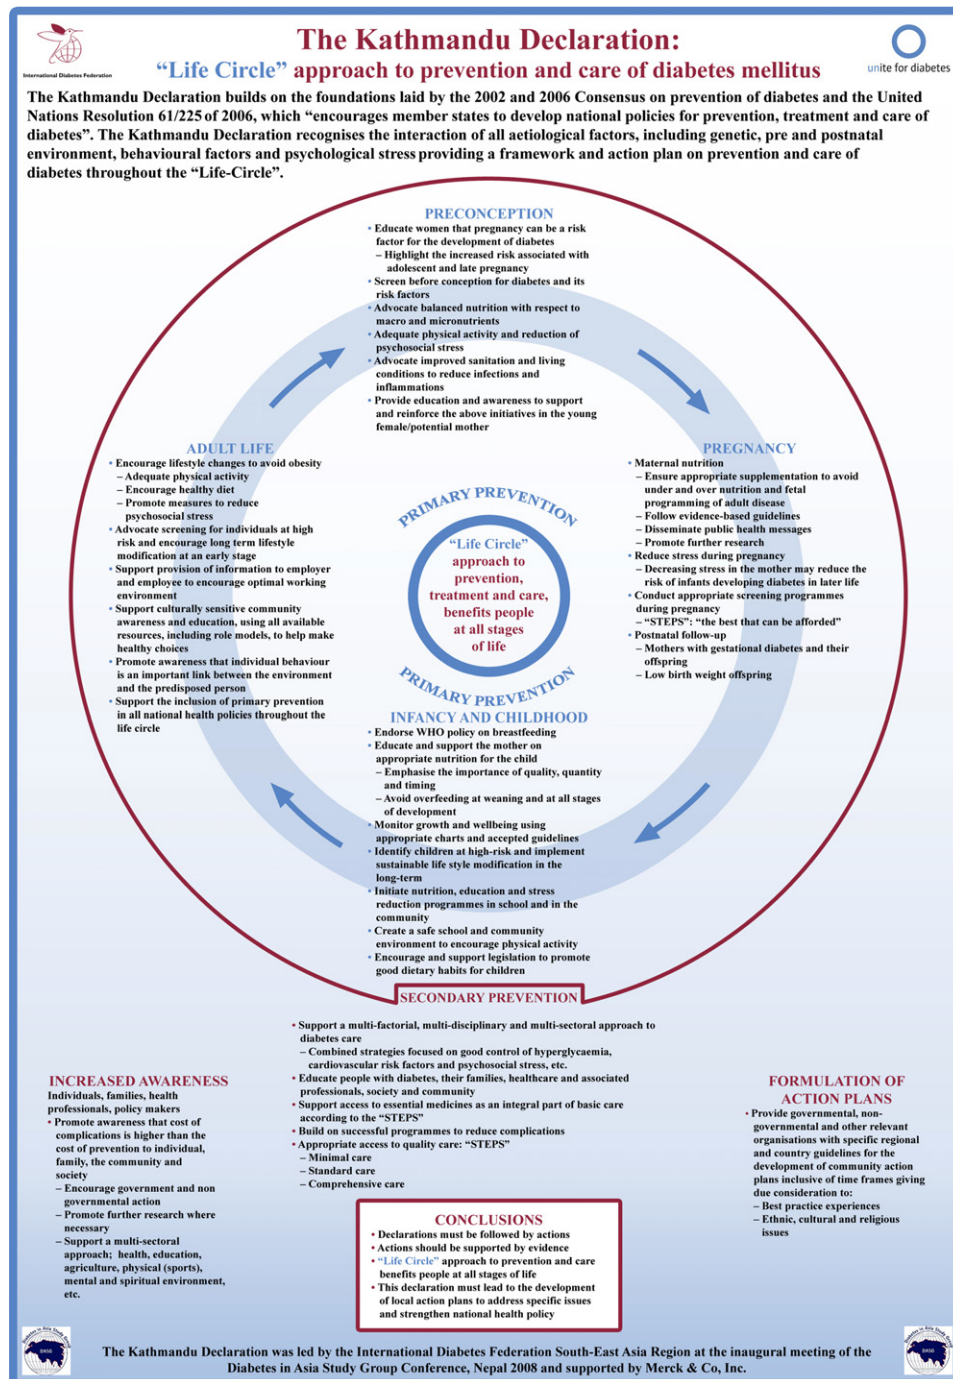 The Kathmandu Declaration:
“Life Circle” approach to prevention and care of diabetes mellitus
International Diabetes Federation
unite for diabetes
The Kathmandu Declaration builds on the foundations laid by the 2002 and 2006 Consensus on prevention of diabetes and the United
Nations Resolution 61/225 of 2006, which “encourages member states to develop national policies for prevention, treatment and care of
diabetes”. The Kathmandu Declaration recognises the interaction of all aetiological factors, including genetic, pre and postnatal
environment, behavioural factors and psychological stress providing a framework and action plan on prevention and care of
diabetes throughout the “Life-Circle”.
PRECONCEPTION
• Educate women that pregnancy can be a risk
factor for the development of diabetes
– Highlight the increased risk associated with
adolescent and late pregnancy
• Screen before conception for diabetes and its
risk factors
• Advocate balanced nutrition with respect to
macro and micronutrients
• Adequate physical activity and reduction of
psychosocial stress
• Advocate improved sanitation and living
conditions to reduce infections and
inflammations
• Provide education and awareness to support
and reinforce the above initiatives in the young
female/potential mother
ADULT LIFE
• Encourage lifestyle changes to avoid obesity
– Adequate physical activity
– Encourage healthy diet
– Promote measures to reduce
psychosocial stress
• Advocate screening for individuals at high
risk and encourage long term lifestyle
modification at an early stage
• Support provision of information to employer
and employee to encourage optimal working
environment
• Support culturally sensitive community
awareness and education, using all available
resources, including role models, to help make
healthy choices
• Promote awareness that individual behaviour
is an important link between the environment
and the predisposed person
• Support the inclusion of primary prevention
in all national health policies throughout the
life circle
PRIMARY PREVENTION
“Life Circle”
approach to
prevention,
treatment and care,
benefits people
at all stages
of life
PRIMARY PREVENTION
PREGNANCY
• Maternal nutrition
– Ensure appropriate supplementation to avoid
under and over nutrition and fetal
programming of adult disease
– Follow evidence-based guidelines
– Disseminate public health messages
– Promote further research
• Reduce stress during pregnancy
– Decreasing stress in the mother may reduce the
risk of infants developing diabetes in later life
• Conduct appropriate screening programmes
during pregnancy
– “STEPS”: “the best that can be afforded”
• Postnatal follow-up
– Mothers with gestational diabetes and their
offspring
– Low birth weight offspring
INFANCY AND CHILDHOOD
• Endorse WHO policy on breastfeeding
• Educate and support the mother on
appropriate nutrition for the child
– Emphasise the importance of quality, quantity
and timing
– Avoid overfeeding at weaning and at all stages
of development
• Monitor growth and wellbeing using
appropriate charts and accepted guidelines
• Identify children at high-risk and implement
sustainable life style modification in the
long-term
• Initiate nutrition, education and stress
reduction programmes in school and in the
community
• Create a safe school and community
environment to encourage physical activity
• Encourage and support legislation to promote
good dietary habits for children
SECONDARY PREVENTION
• Support a multi-factorial, multi-disciplinary and multi-sectoral approach to
diabetes care
– Combined strategies focused on good control of hyperglycaemia,
cardiovascular risk factors and psychosocial stress, etc.
• Educate people with diabetes, their families, healthcare and associated
professionals, society and community
• Support access to essential medicines as an integral part of basic care
according to the “STEPS”
• Build on successful programmes to reduce complications
• Appropriate access to quality care: “STEPS”
– Minimal care
– Standard care
– Comprehensive care
INCREASED AWARENESS
Individuals, families, health
professionals, policy makers
• Promote awareness that cost of
complications is higher than the
cost of prevention to individual,
family, the community and
society
– Encourage government and non
governmental action
– Promote further research where
necessary
– Support a multi-sectoral
approach; health, education,
agriculture, physical (sports),
mental and spiritual environment,
etc.
FORMULATION OF
ACTION PLANS
• Provide governmental, non-
governmental and other relevant
organisations with specific regional
and country guidelines for the
development of community action
plans inclusive of time frames giving
due consideration to:
– Best practice experiences
– Ethnic, cultural and religious
issues
CONCLUSIONS
• Declarations must be followed by actions
• Actions should be supported by evidence
• “Life Circle” approach to prevention and care
benefits people at all stages of life
• This declaration must lead to the development
of local action plans to address specific issues
and strengthen national health policy
Diabetes in Asia Study Group
DASG
Diabetes in Asia Study Group
DASG
The Kathmandu Declaration was led by the International Diabetes Federation South-East Asia Region at the inaugural meeting of the
Diabetes in Asia Study Group Conference, Nepal 2008 and supported by Merck & Co, Inc.